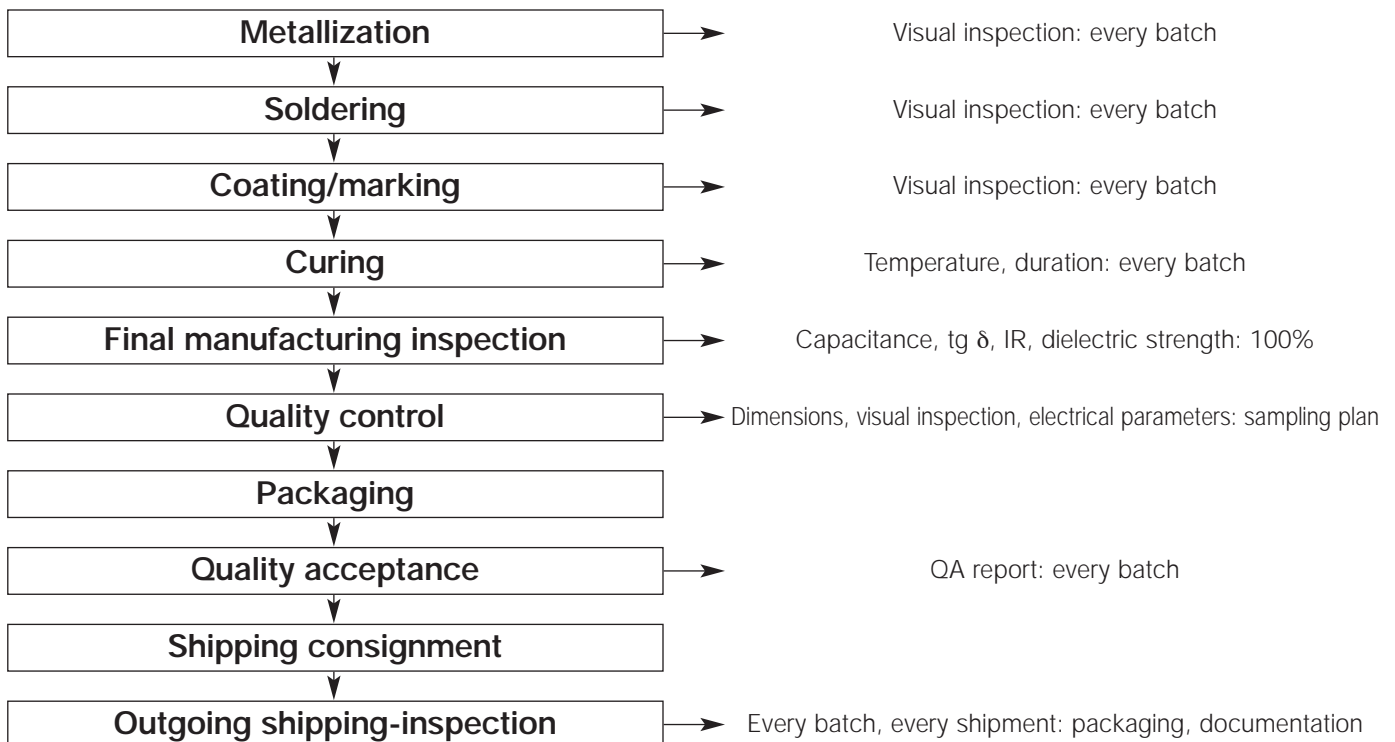 Metallization
Visual inspection: every batch
Soldering
Visual inspection: every batch
Coating/marking
Visual inspection: every batch
Curing
Temperature, duration: every batch
Final manufacturing inspection
Capacitance, tg δ, IR, dielectric strength: 100%
Quality control
Dimensions, visual inspection, electrical parameters: sampling plan
Packaging
Quality acceptance
QA report: every batch
Shipping consignment
Outgoing shipping-inspection
Every batch, every shipment: packaging, documentation